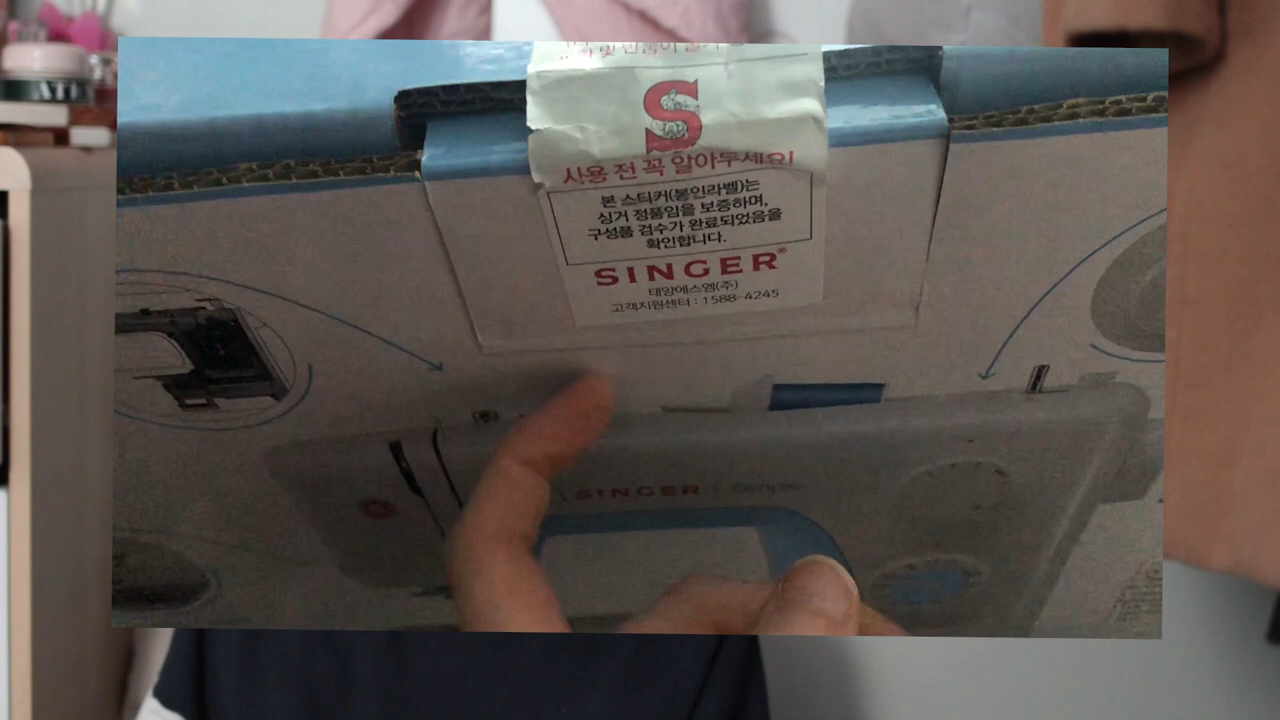 사용 전 꼭 알아두세요!
본 스티커(봉인라벨)는
싱거 정품임을 보증하며,
구성품 검수가 완료되었음을
확인합니다.
SINGER®
태양에스엠(주)
고객지원센터 : 1588-4245
SINGER